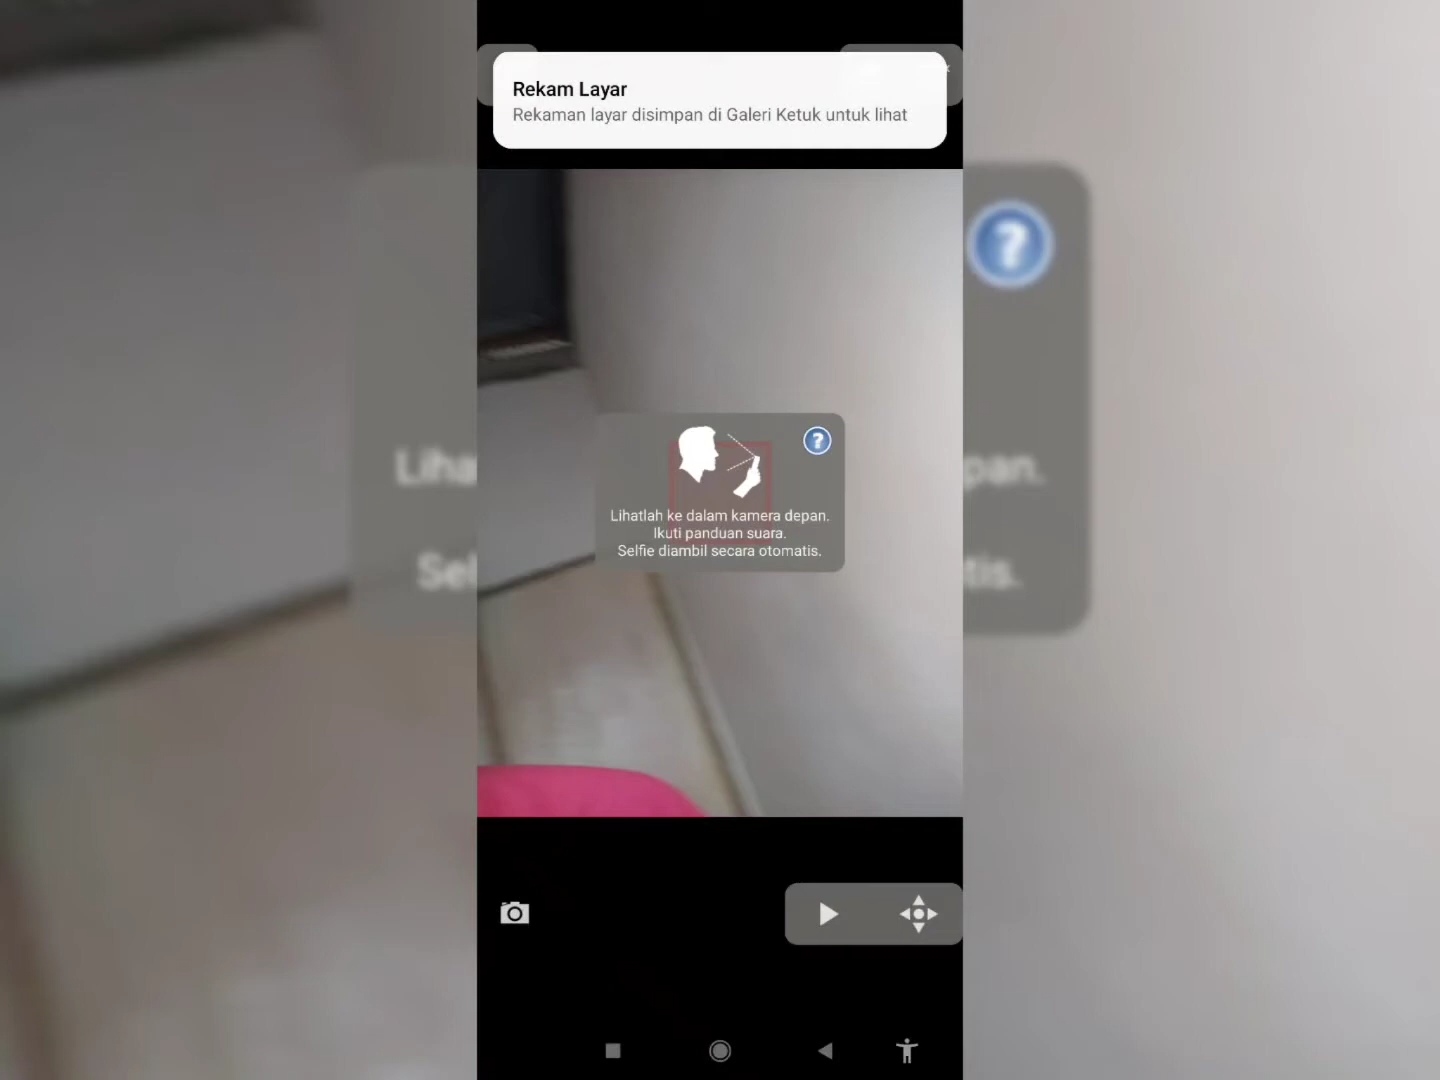 Rekam Layar
Rekaman layar disimpan di Galeri Ketuk untuk lihat
Lihatlah ke dalam kamera depan.
Ikuti panduan suara.
Selfie diambil secara otomatis.